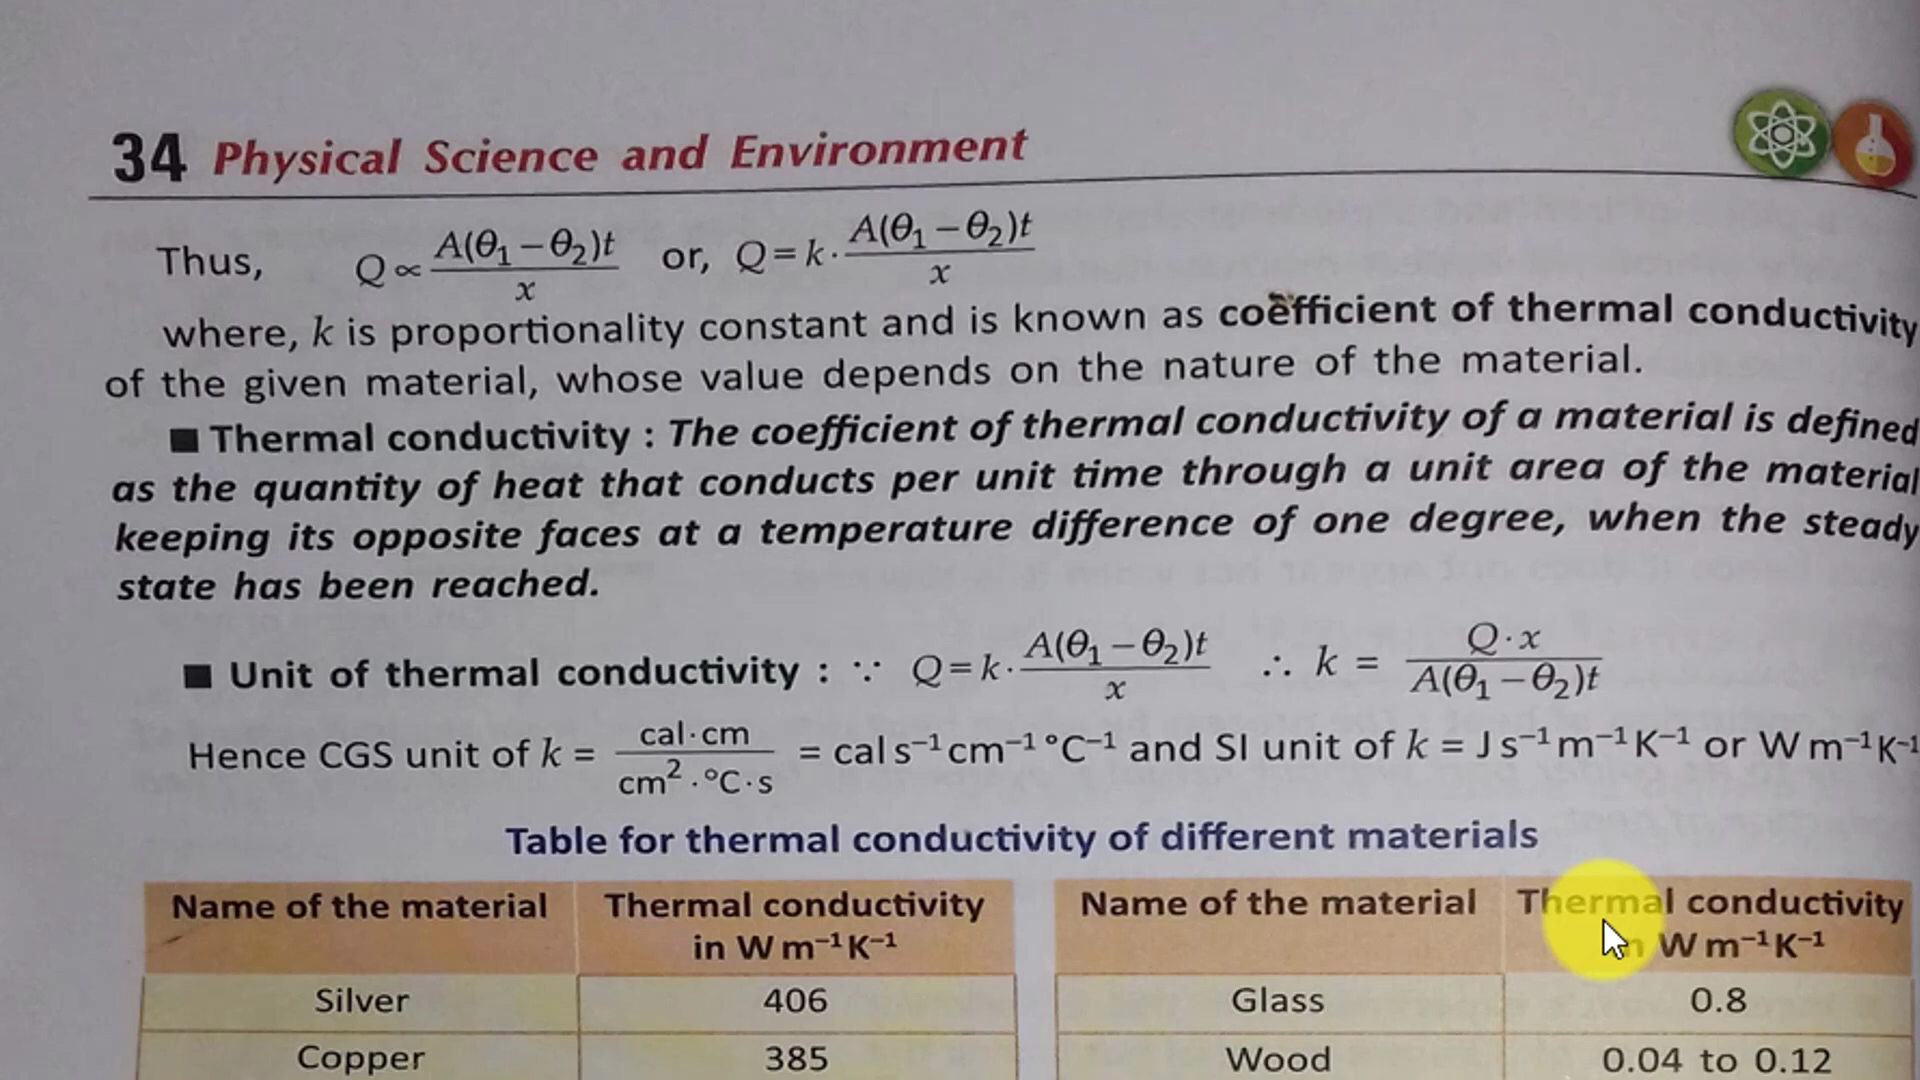 34 Physical Science and Environment
Thus, Q ∝ A(θ₁ − θ₂)t / x or, Q = k · A(θ₁ − θ₂)t / x
where, k is proportionality constant and is known as coefficient of thermal conductivity
of the given material, whose value depends on the nature of the material.
■ Thermal conductivity : The coefficient of thermal conductivity of a material is defined
as the quantity of heat that conducts per unit time through a unit area of the material
keeping its opposite faces at a temperature difference of one degree, when the steady
state has been reached.
■ Unit of thermal conductivity : ∵ Q = k · A(θ₁ − θ₂)t / x ∴ k = Q · x / A(θ₁ − θ₂)t
Hence CGS unit of k = cal · cm / cm² · °C · s = cal s⁻¹ cm⁻¹ °C⁻¹ and SI unit of k = J s⁻¹ m⁻¹ K⁻¹ or W m⁻¹ K⁻¹
Table for thermal conductivity of different materials
Name of the material Thermal conductivity in W m⁻¹ K⁻¹ Name of the material Thermal conductivity in W m⁻¹ K⁻¹
Silver 406 Glass 0.8
Copper 385 Wood 0.04 to 0.12